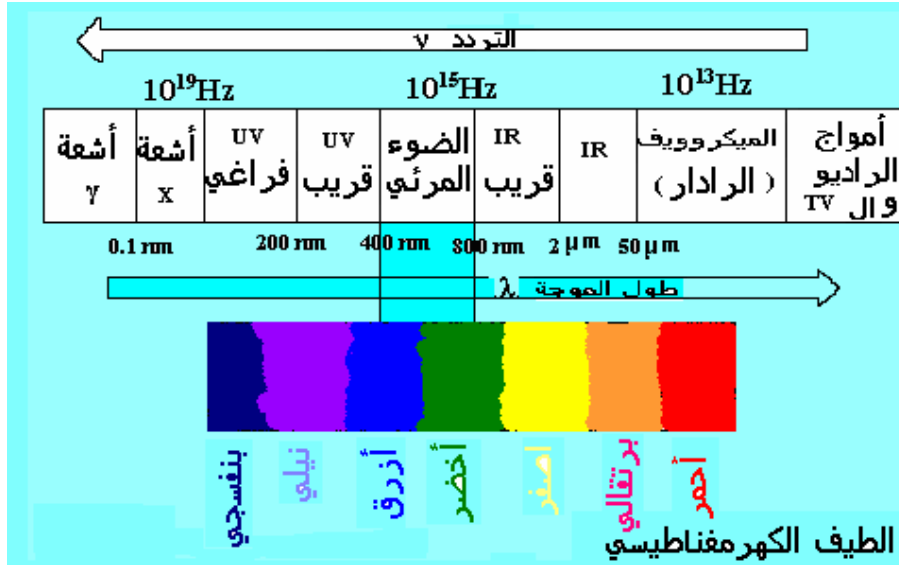 التردد ν
10¹⁹Hz
10¹⁵Hz
10¹³Hz
أشعة
γ
أشعة
x
UV
فراغي
UV
قريب
الضوء
المرئي
IR
قريب
IR
الميكروويف
(الرادار)
أمواج
الراديو
وال TV
0.1 nm
200 nm
400 nm
800 nm
2 μm
50 μm
طول الموجة λ
بنفسجي
نيلي
أزرق
أخضر
اصفر
برتقالي
أحمر
الطيف الكهرمغناطيسي